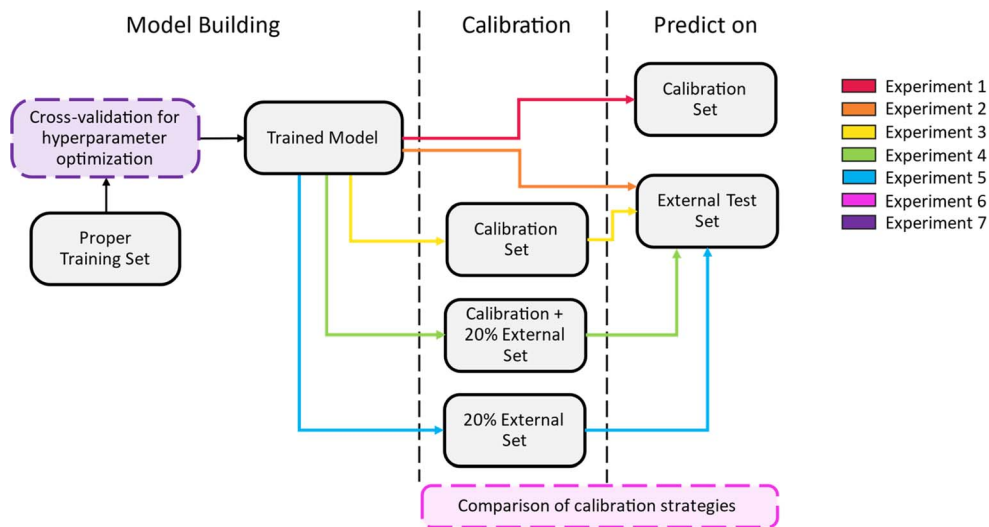 Model Building
Calibration
Predict on
Cross-validation for
hyperparameter
optimization
Trained Model
Proper
Training Set
Calibration
Set
Calibration +
20% External
Set
20% External
Set
Calibration
Set
External Test
Set
Comparison of calibration strategies
Experiment 1
Experiment 2
Experiment 3
Experiment 4
Experiment 5
Experiment 6
Experiment 7